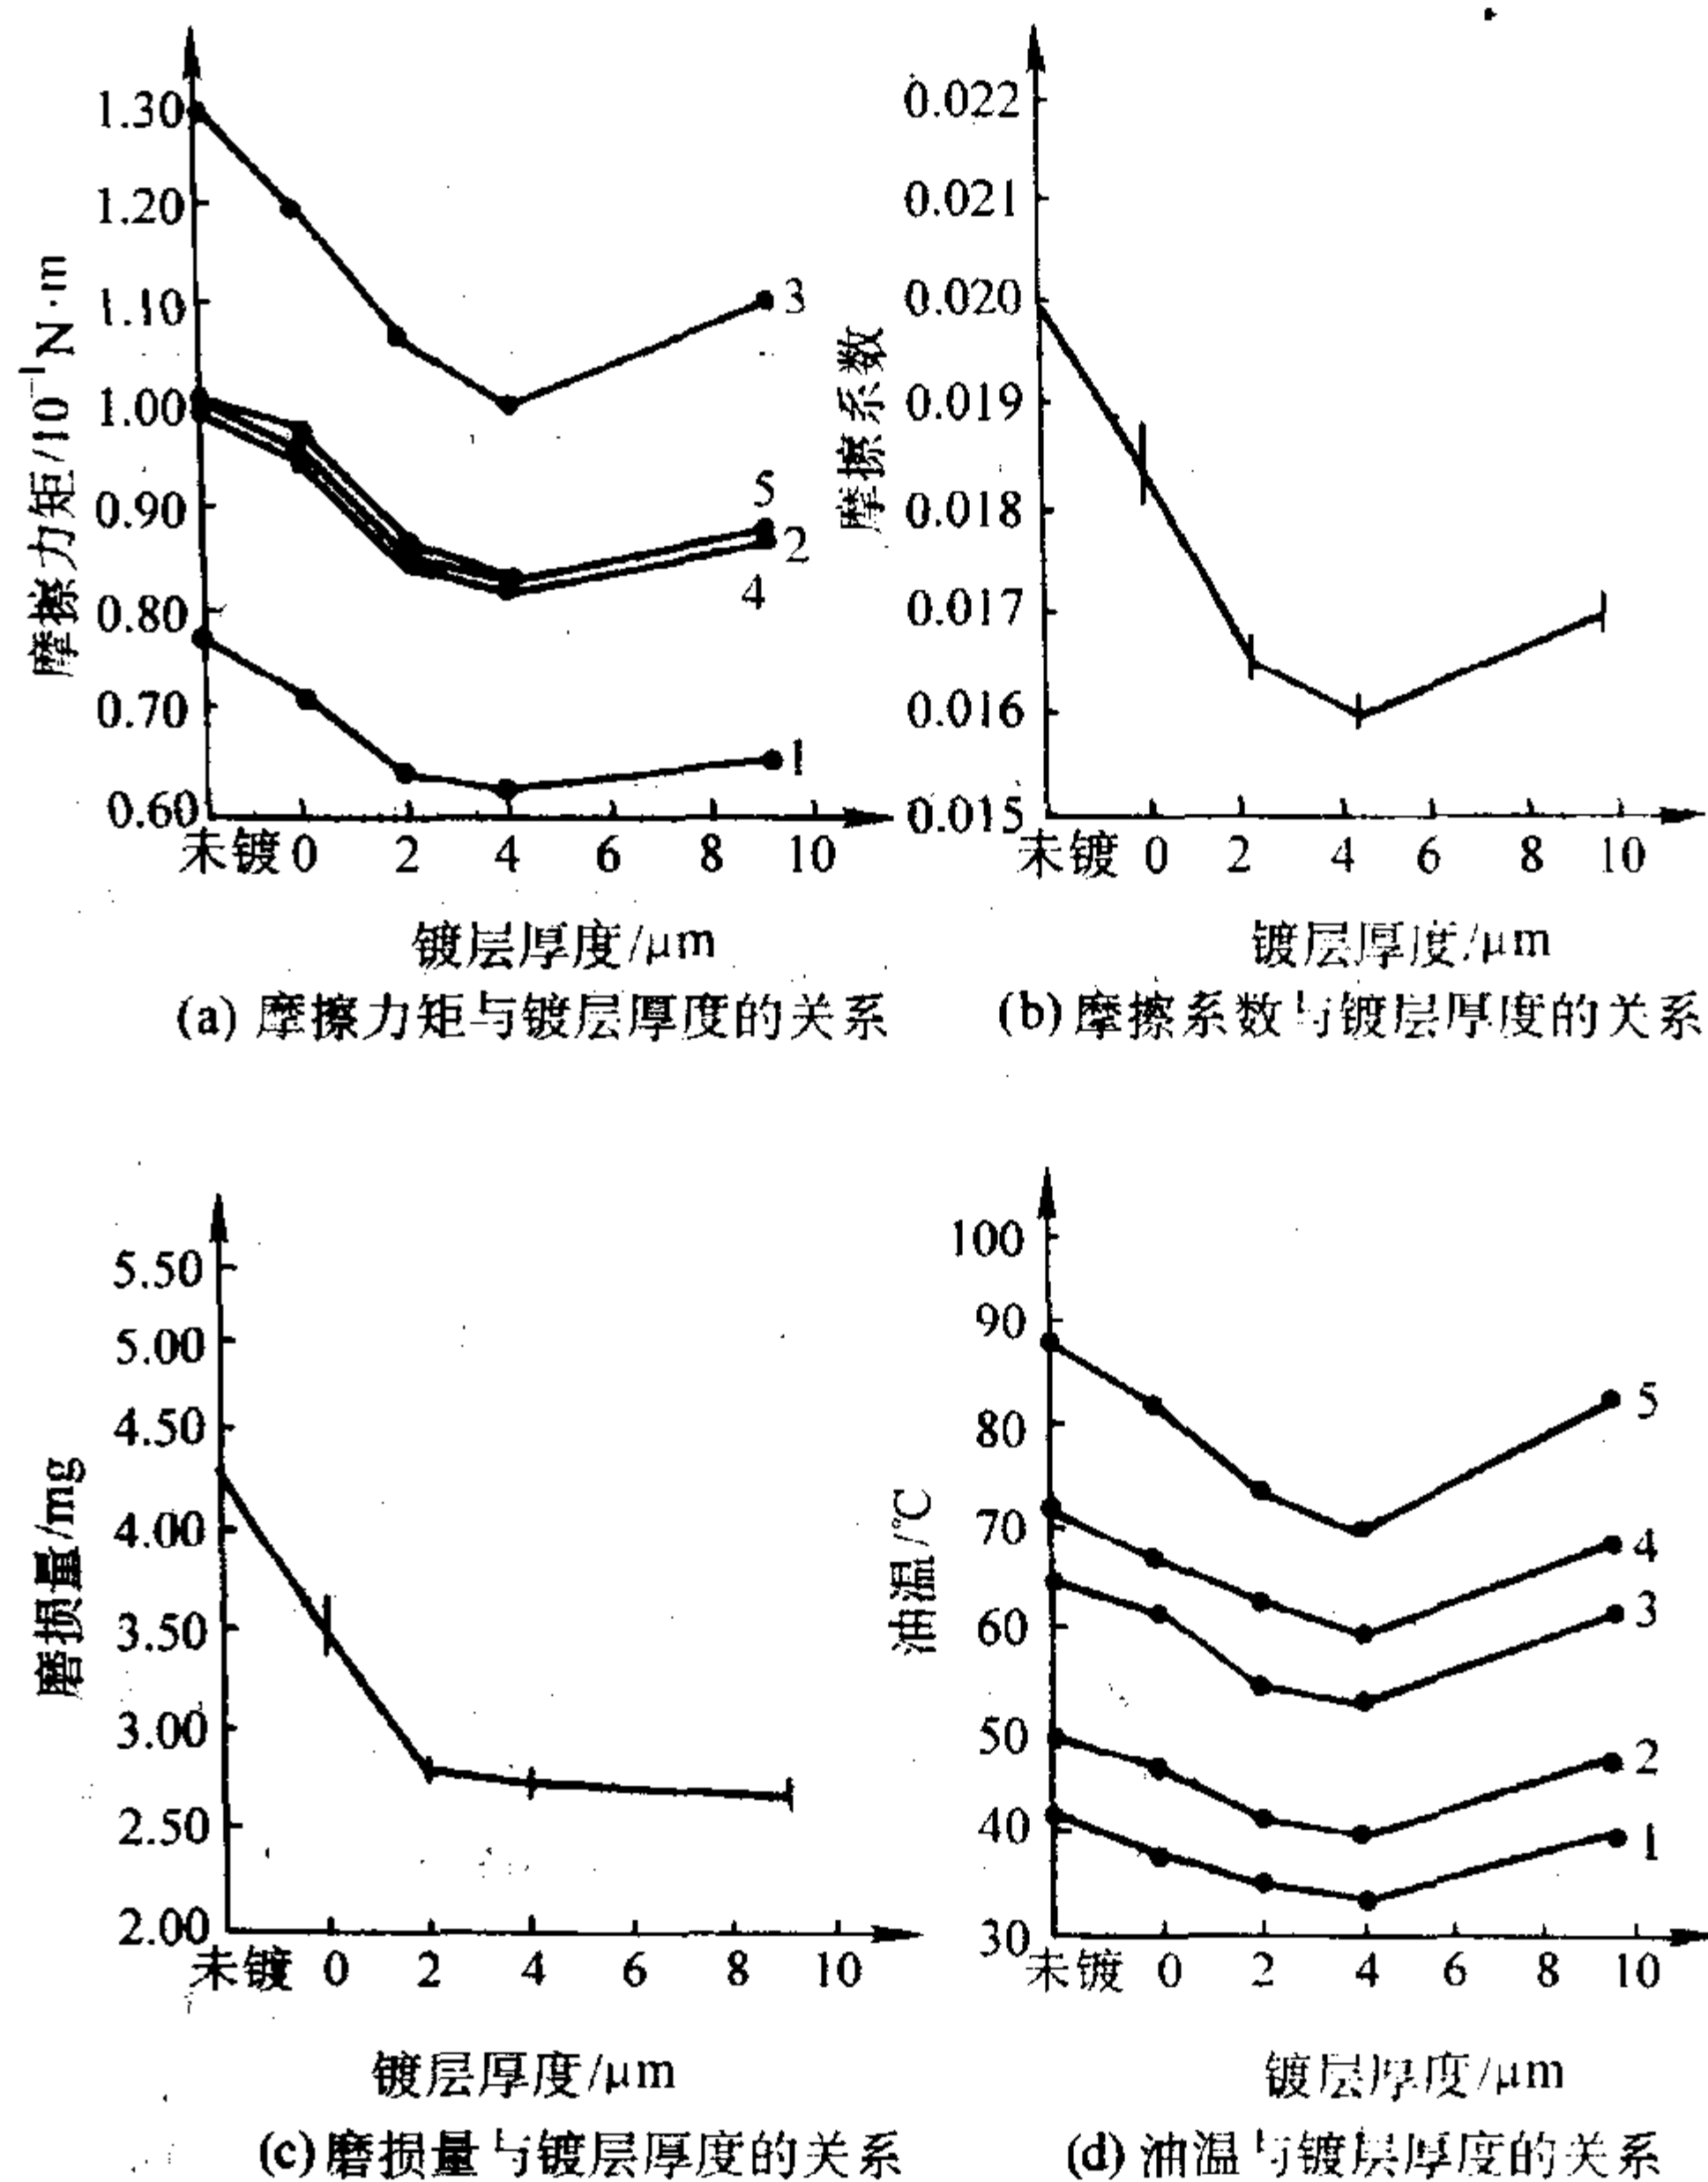 摩擦力矩/10⁻¹N·m
1.30
1.20
1.10
1.00
0.90
0.80
0.70
0.60
3
5
2
4
1
未镀 0 2 4 6 8 10
镀层厚度/μm
(a) 摩擦力矩与镀层厚度的关系
摩擦系数
0.022
0.021
0.020
0.019
0.018
0.017
0.016
0.015
未镀 0 2 4 6 8 10
镀层厚度/μm
(b) 摩擦系数与镀层厚度的关系
磨损量/mg
5.50
5.00
4.50
4.00
3.50
3.00
2.50
2.00
未镀 0 2 4 6 8 10
镀层厚度/μm
(c) 磨损量与镀层厚度的关系
油温/℃
100
90
80
70
60
50
40
30
5
4
3
2
1
未镀 0 2 4 6 8 10
镀层厚度/μm
(d) 油温与镀层厚度的关系